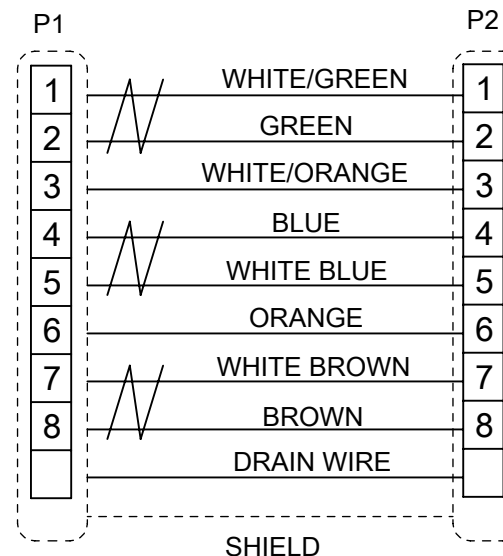 P1 P2
1 WHITE/GREEN 1
2 GREEN 2
3 WHITE/ORANGE 3
4 BLUE 4
5 WHITE BLUE 5
6 ORANGE 6
7 WHITE BROWN 7
8 BROWN 8
DRAIN WIRE
SHIELD